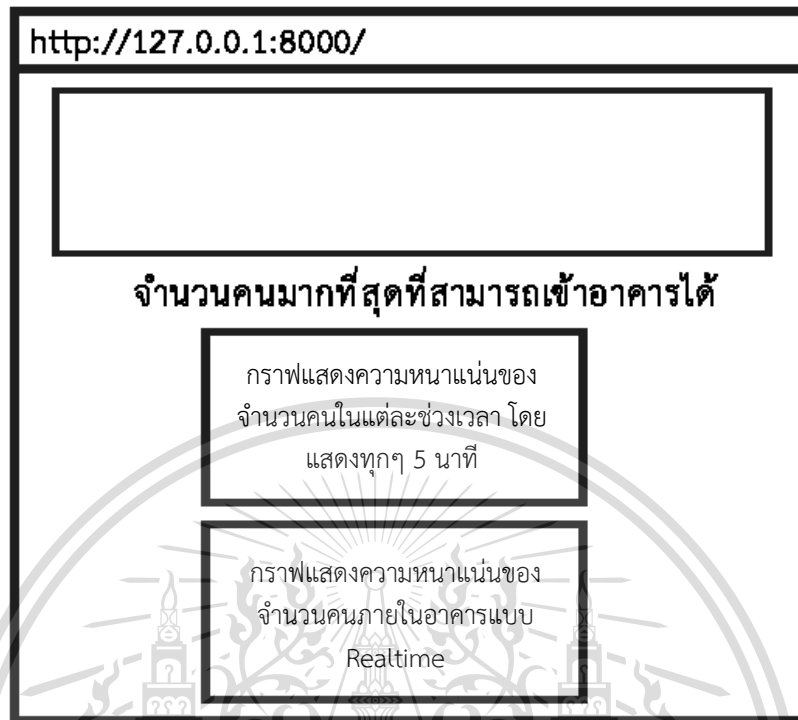 http://127.0.0.1:8000/
จำนวนคนมากที่สุดที่สามารถเข้าอาคารได้
กราฟแสดงความหนาแน่นของ
จำนวนคนในแต่ละช่วงเวลา โดย
แสดงทุกๆ 5 นาที
กราฟแสดงความหนาแน่นของ
จำนวนคนภายในอาคารแบบ
Realtime